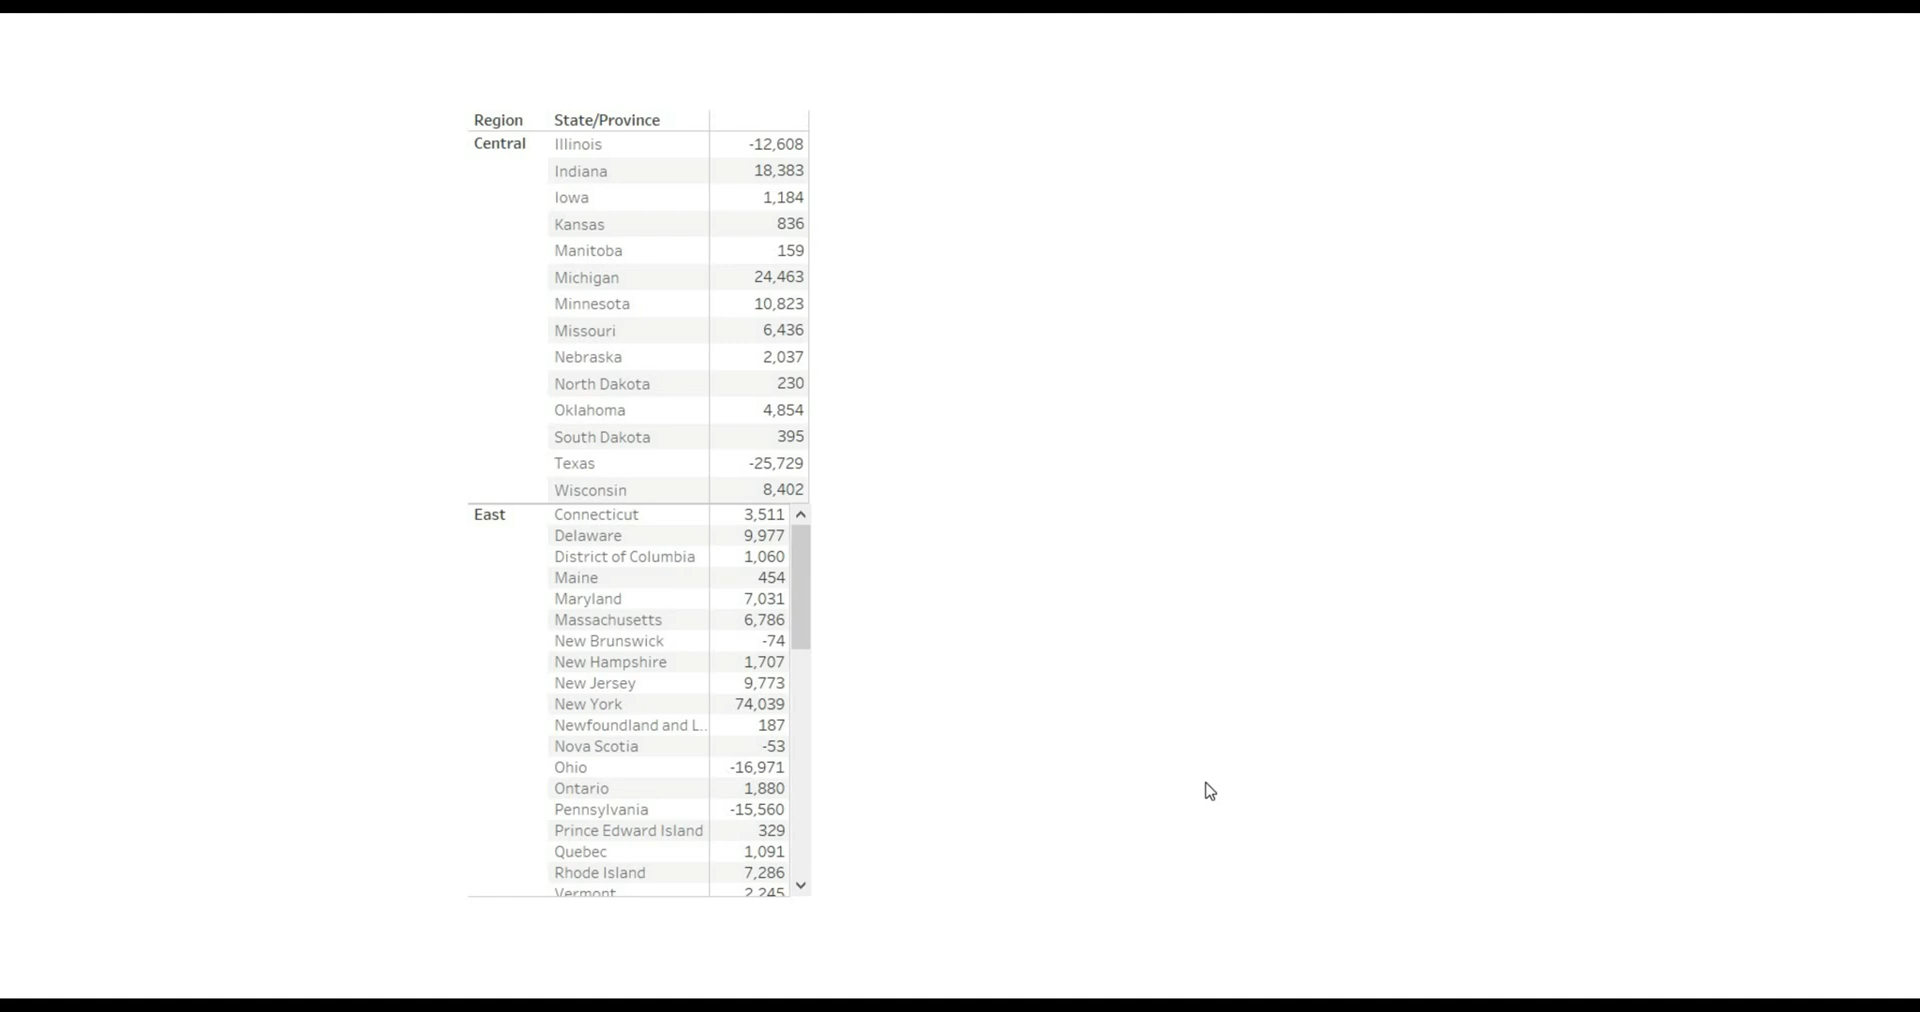 Region State/Province
Central Illinois -12,608
Indiana 18,383
Iowa 1,184
Kansas 836
Manitoba 159
Michigan 24,463
Minnesota 10,823
Missouri 6,436
Nebraska 2,037
North Dakota 230
Oklahoma 4,854
South Dakota 395
Texas -25,729
Wisconsin 8,402
East Connecticut 3,511
Delaware 9,977
District of Columbia 1,060
Maine 454
Maryland 7,031
Massachusetts 6,786
New Brunswick -74
New Hampshire 1,707
New Jersey 9,773
New York 74,039
Newfoundland and L.. 187
Nova Scotia -53
Ohio -16,971
Ontario 1,880
Pennsylvania -15,560
Prince Edward Island 329
Quebec 1,091
Rhode Island 7,286
Vermont 2,245